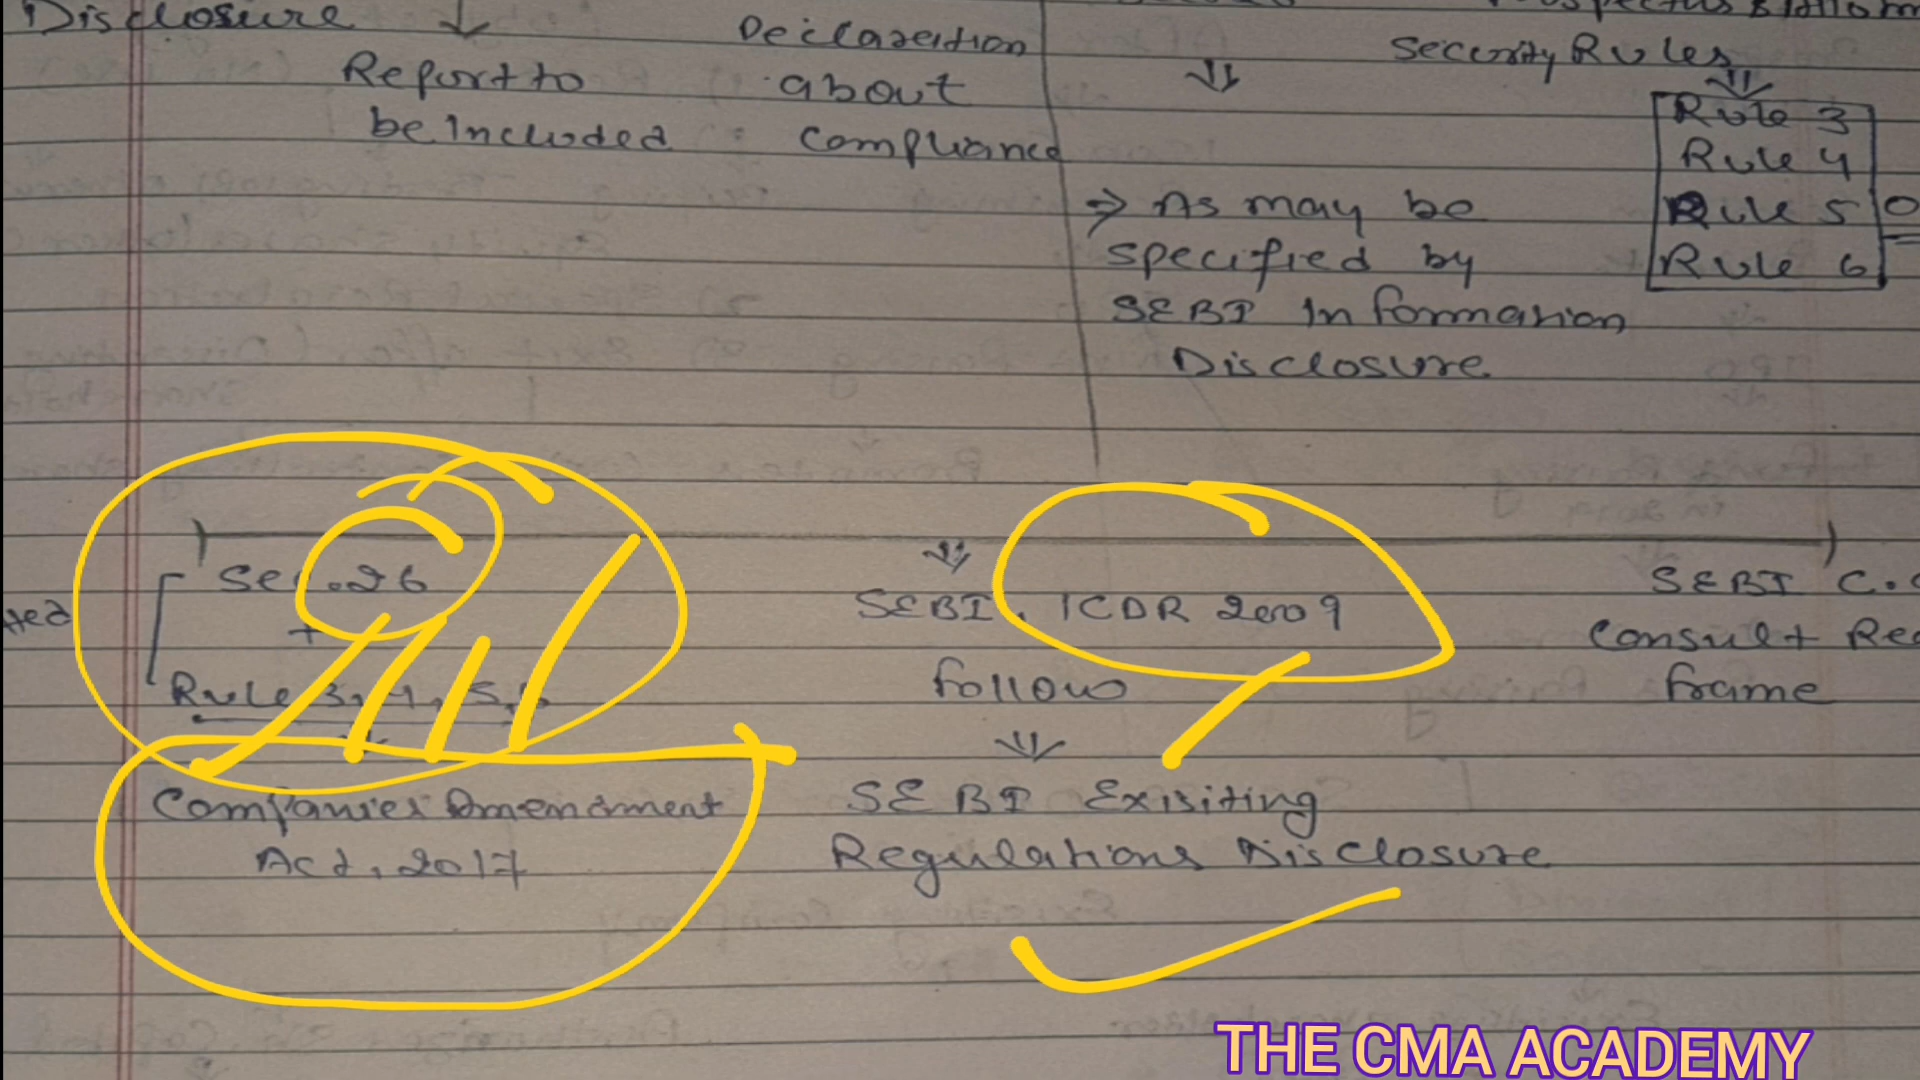 Disclosure
Report to
be Included
Declaration
about
compliance
Security Rules
Rule 3
Rule 4
Rule 5
Rule 6
⇒ As may be
specified by
SEBI Information
Disclosure
Sec. 26
+
Rule 3, 4, 5, 6
Companies Amendment
Act, 2017
SEBI. ICDR 2009
follow
SEBI Exisiting
Regulations Disclosure
SEBI
Consult
frame
THE CMA ACADEMY